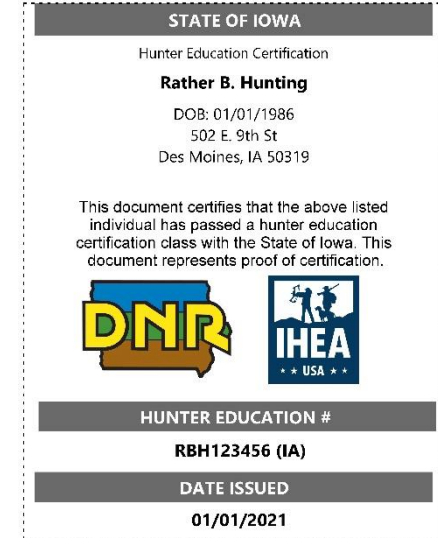 STATE OF IOWA
Hunter Education Certification
Rather B. Hunting
DOB: 01/01/1986
502 E. 9th St
Des Moines, IA 50319
This document certifies that the above listed
individual has passed a hunter education
certification class with the State of Iowa. This
document represents proof of certification.
DNR
IHEA
USA
HUNTER EDUCATION #
RBH123456 (IA)
DATE ISSUED
01/01/2021